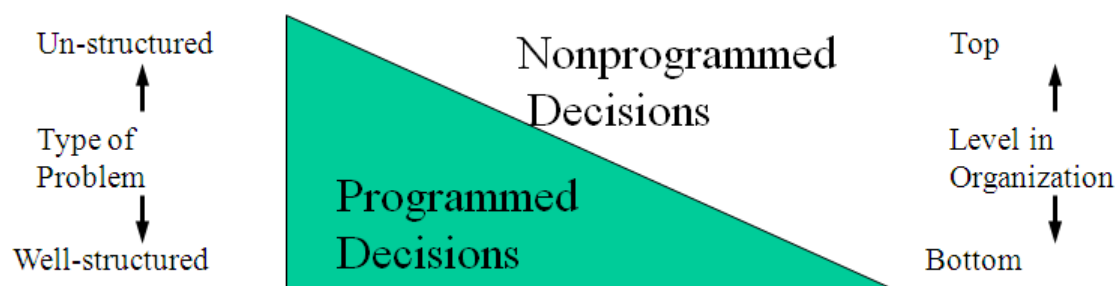 Un-structured
Type of
Problem
Well-structured
Nonprogrammed
Decisions
Programmed
Decisions
Top
Level in
Organization
Bottom